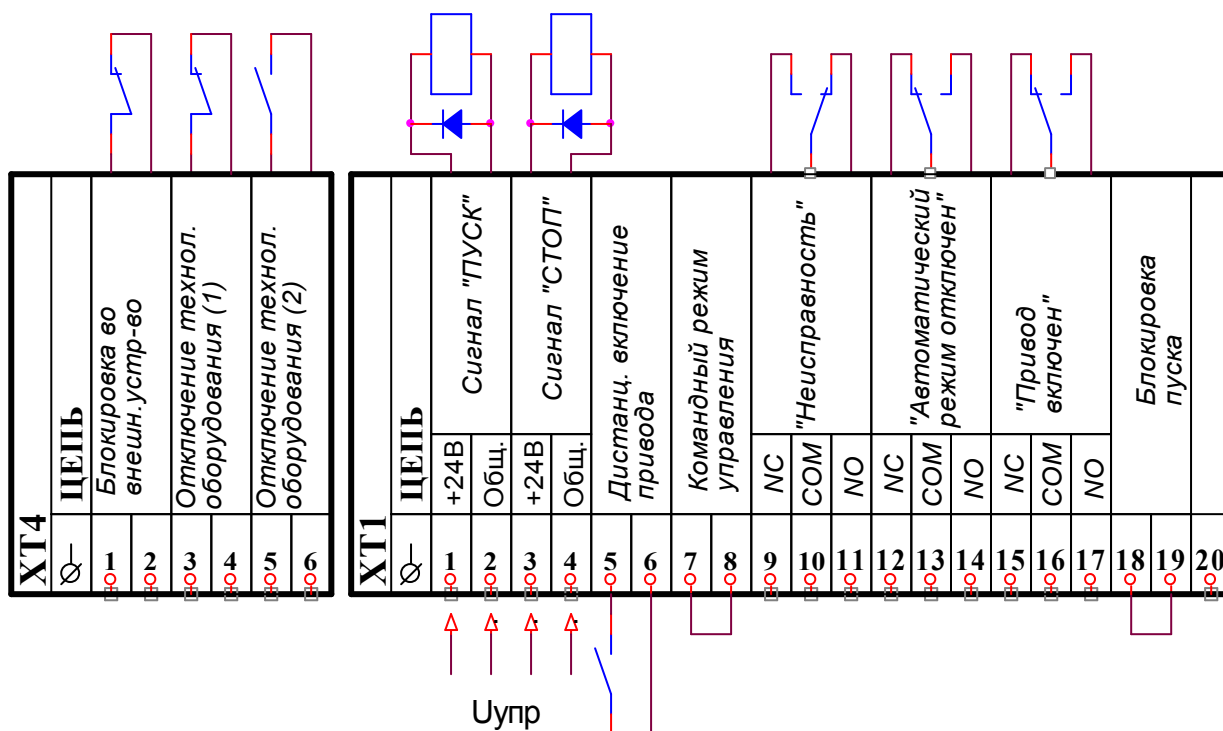 XT4
ЦЕПЬ
Блокировка во
внешн.устр-во
Отключение технол.
оборудования (1)
Отключение технол.
оборудования (2)
1
2
3
4
5
6
XT1
ЦЕПЬ
Сигнал "ПУСК"
Сигнал "СТОП"
+24В
Общ.
+24В
Общ.
Дистанц. включение
привода
Командный режим
управления
"Неисправность"
NC
COM
NO
"Автоматический
режим отключен"
NC
COM
NO
"Привод
включен"
NC
COM
NO
Блокировка
пуска
1
2
3
4
5
6
7
8
9
10
11
12
13
14
15
16
17
18
19
20
Uупр